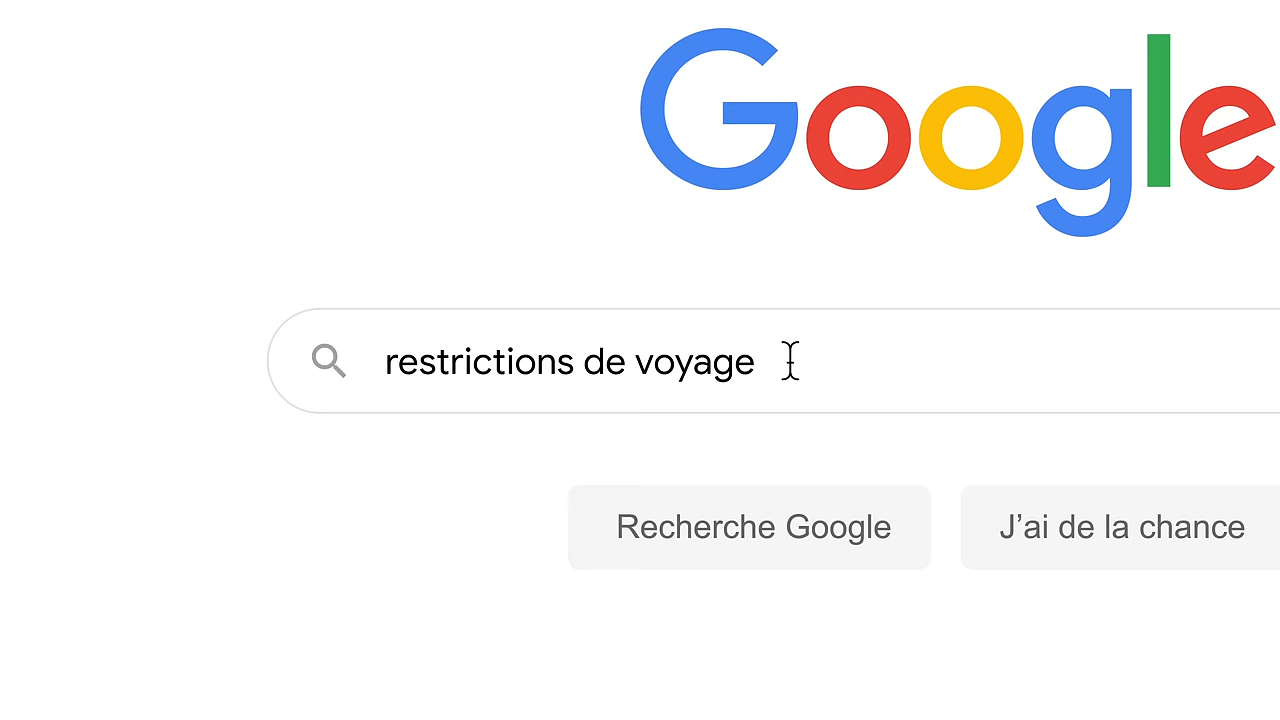 Google
restrictions de voyage
Recherche Google
J’ai de la chance